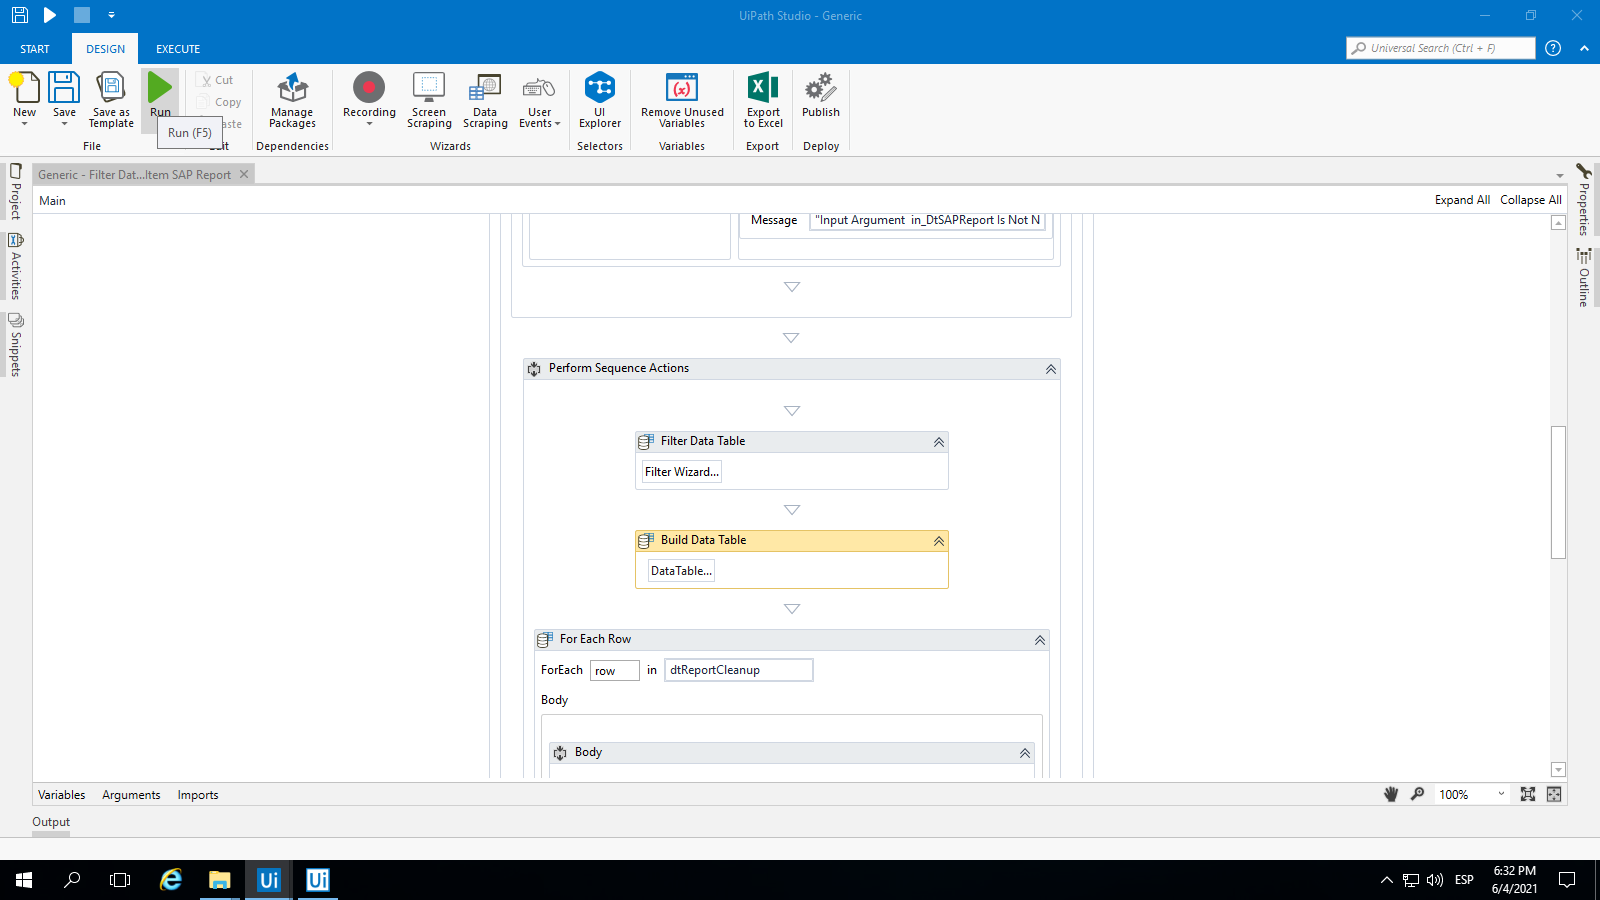 UiPath Studio - Generic
START DESIGN EXECUTE
Universal Search (Ctrl + F)
?
New
Save
Save as Template
Run
Run (F5)
Cut
Copy
File
Manage Packages
Dependencies
Recording
Screen Scraping
Data Scraping
User Events
Wizards
UI Explorer
Selectors
Remove Unused Variables
Variables
Export to Excel
Export
Publish
Deploy
Project
Activities
Snippets
Generic - Filter Dat...Item SAP Report
Main
Expand All Collapse All
Properties
Outline
Message "Input Argument in_DtSAPReport Is Not N
Perform Sequence Actions
Filter Data Table
Filter Wizard...
Build Data Table
DataTable...
For Each Row
ForEach row in dtReportCleanup
Body
Body
Variables Arguments Imports
100%
Output
Ui Ui
ESP
6:32 PM
6/4/2021